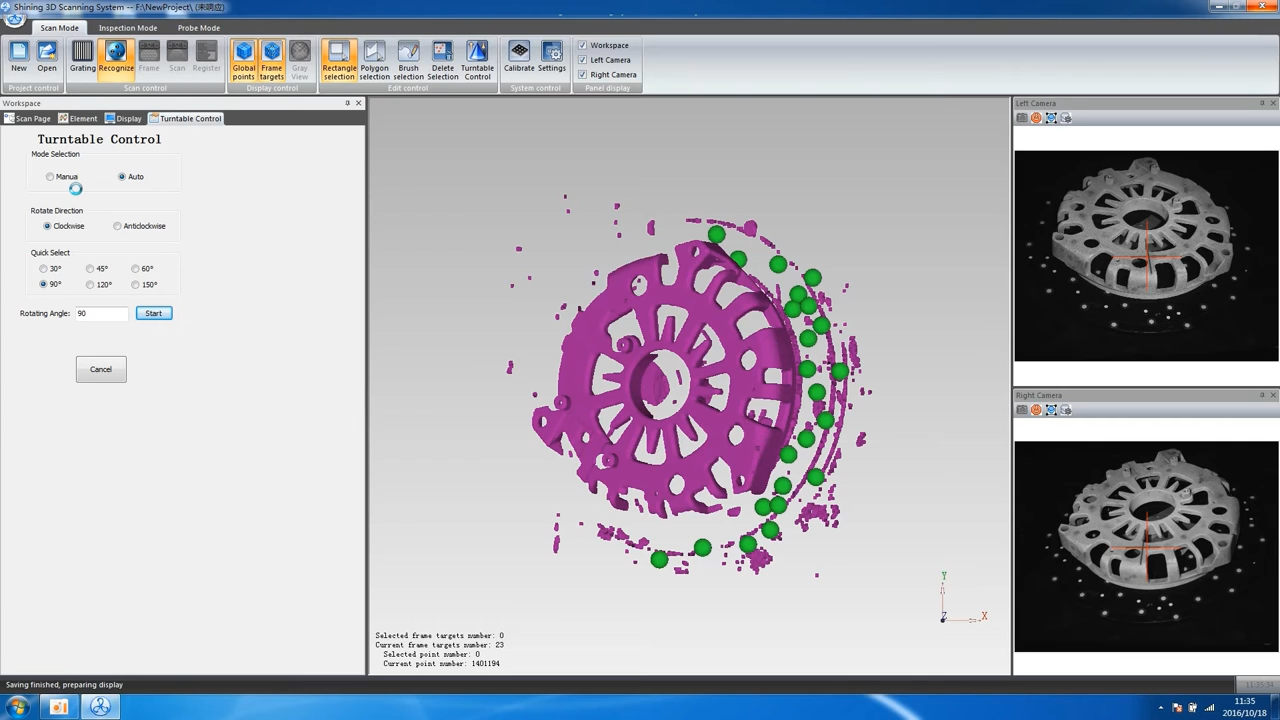 Shining 3D Scanning System -- F:\NewProject\ (未响应)
Scan Mode Inspection Mode Probe Mode
New Open Grating Recognize Frame Scan Register Global points Frame targets Gray View Rectangle selection Polygon selection Brush selection Delete Selection Turntable Control Calibrate Settings
Workspace
Left Camera
Right Camera
Project control Scan control Display control Edit control System control Panel display
Workspace
Scan Page Element Display Turntable Control
Turntable Control
Mode Selection
Manua Auto
Rotate Direction
Clockwise Anticlockwise
Quick Select
30° 45° 60°
90° 120° 150°
Rotating Angle: 90 Start
Cancel
Y
Z X
Selected frame targets number: 0
Current frame targets number: 23
Selected point number: 0
Current point number: 1401194
Left Camera
Right Camera
Saving finished, preparing display
11:35:34
11:35
2016/10/18